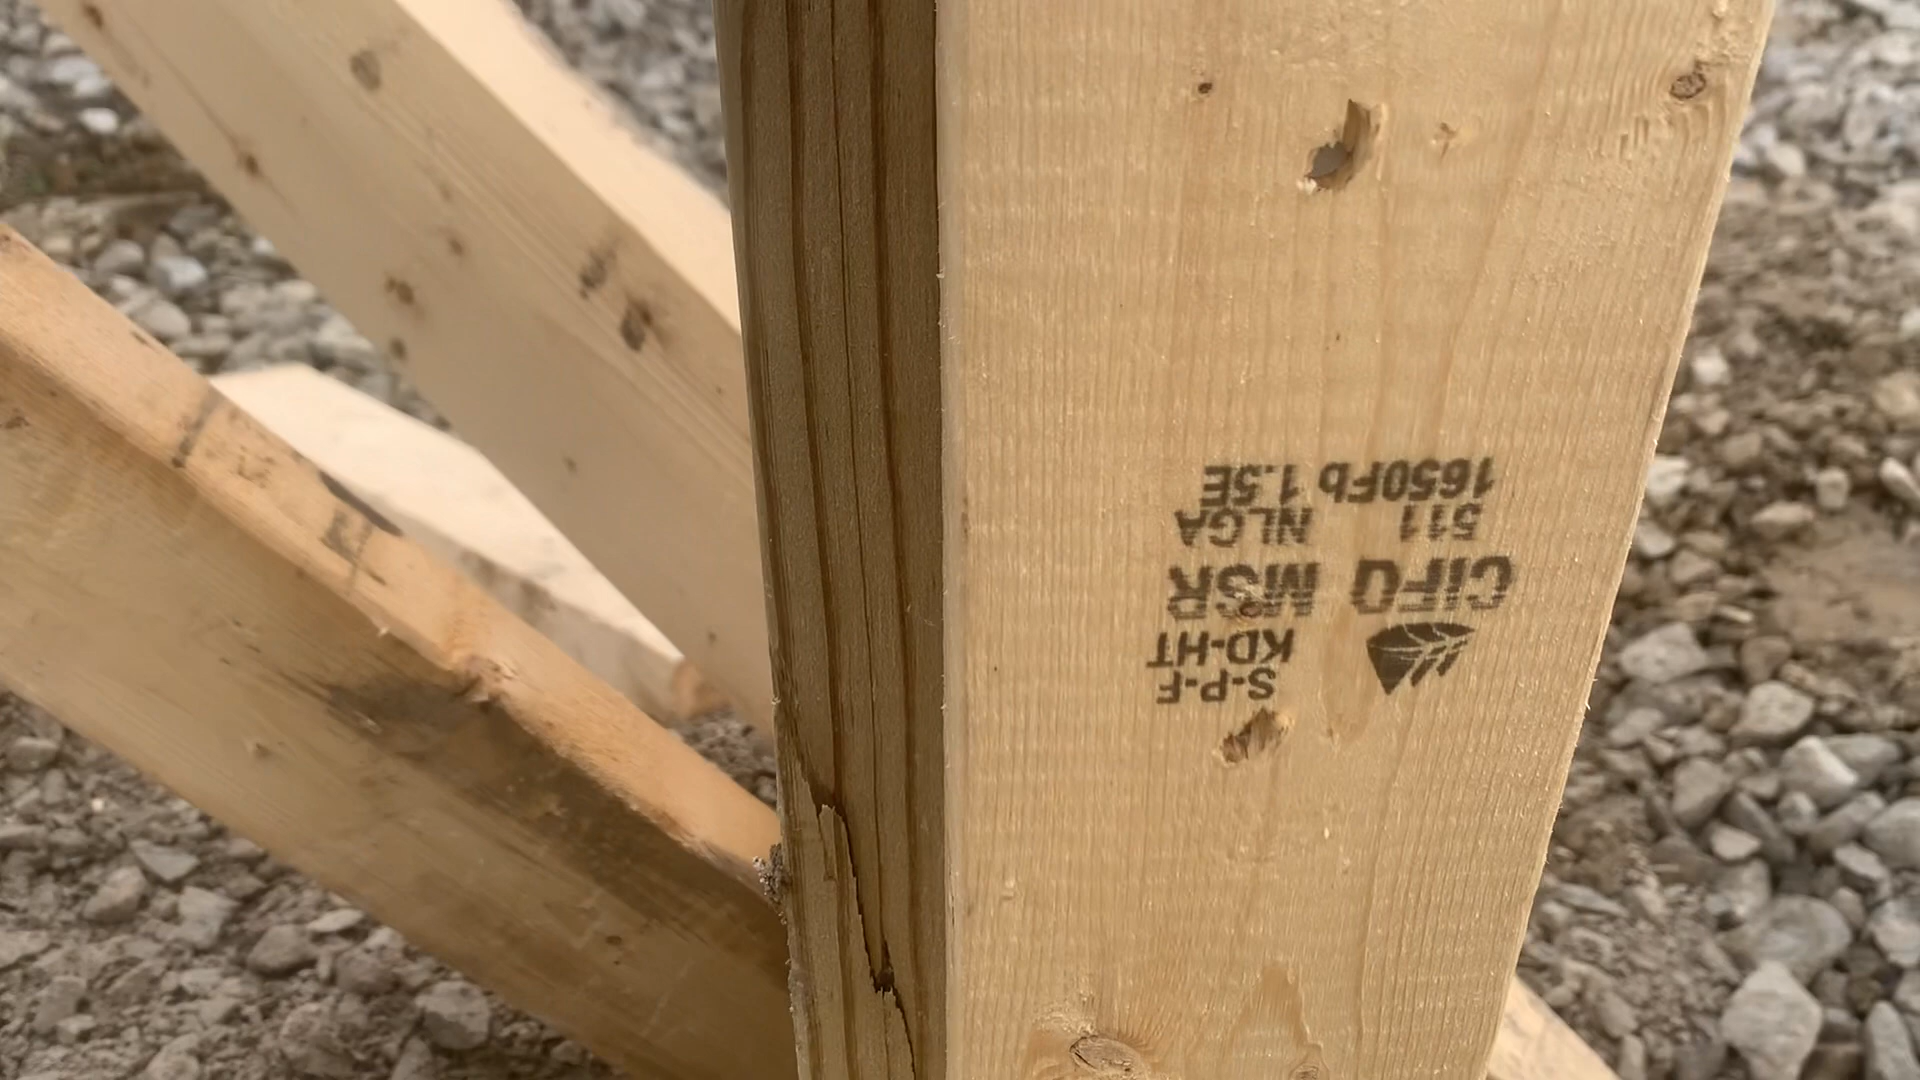 S-P-F
KD-HT
CIFQ MSR
511 NLGA
1650Fb 1.5E